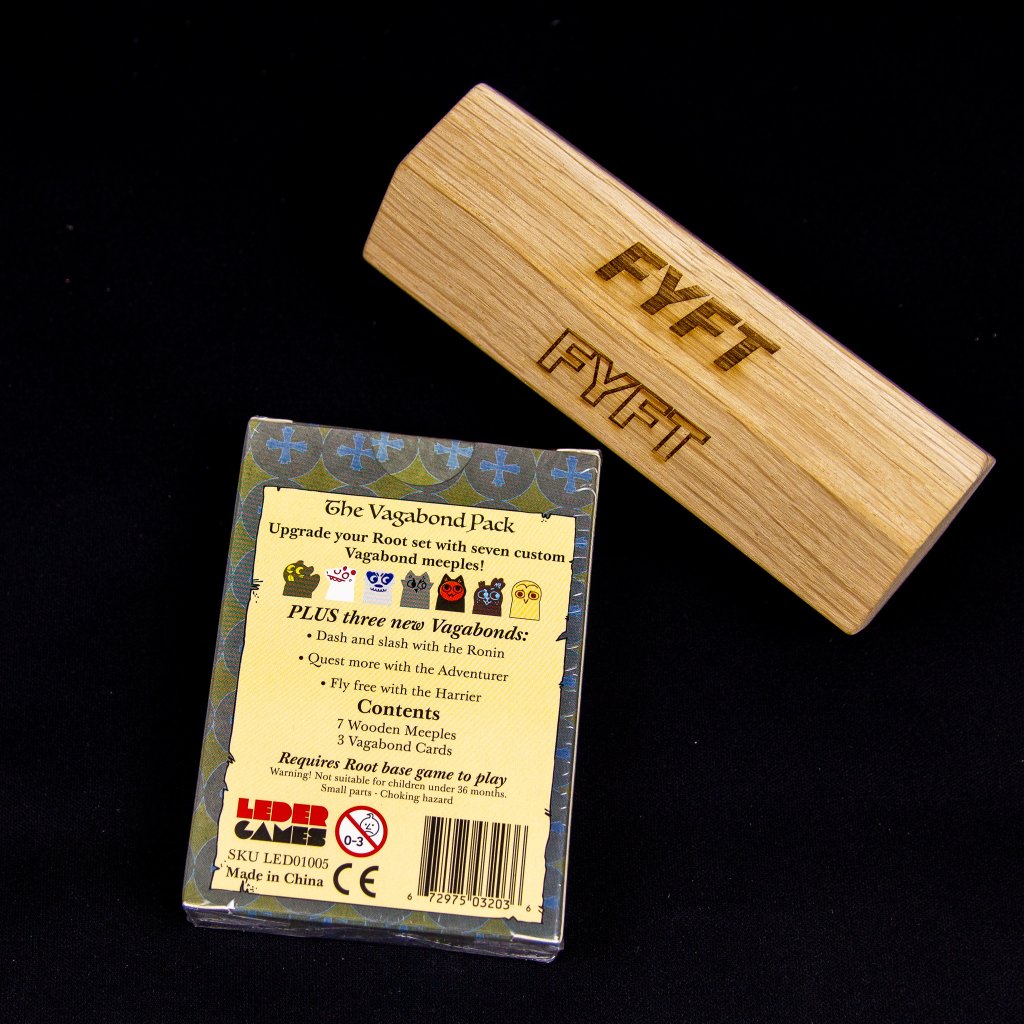 FYFT
FYFT
The Vagabond Pack
Upgrade your Root set with seven custom
Vagabond meeples!
PLUS three new Vagabonds:
• Dash and slash with the Ronin
• Quest more with the Adventurer
• Fly free with the Harrier
Contents
7 Wooden Meeples
3 Vagabond Cards
Requires Root base game to play
Warning! Not suitable for children under 36 months.
Small parts - Choking hazard
LEDER
GAMES
0-3
SKU LED01005
Made in China
CE
6 72975 03203 6